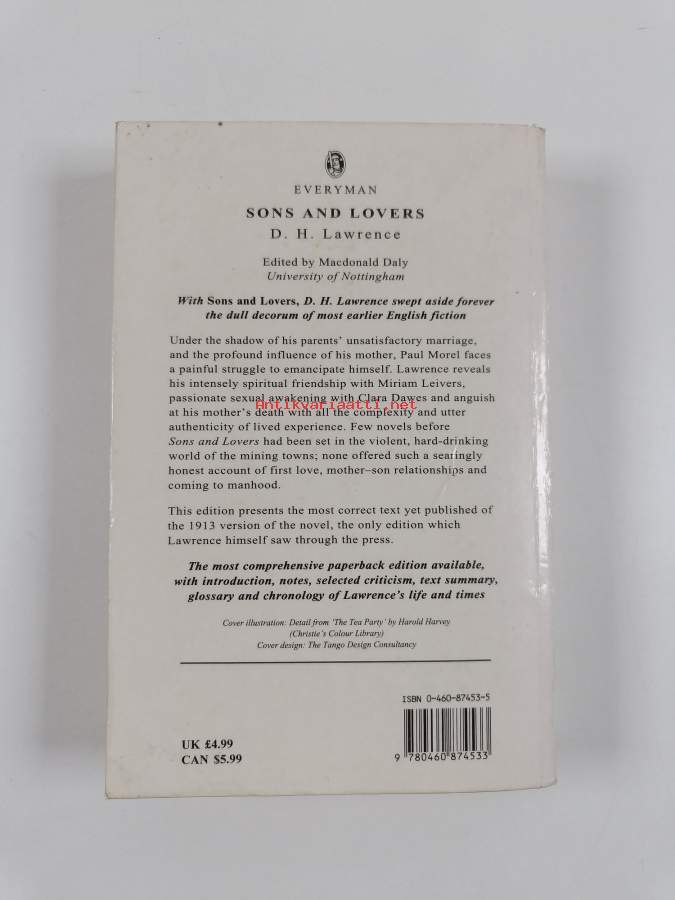 EVERYMAN
SONS AND LOVERS
D. H. Lawrence
Edited by Macdonald Daly
University of Nottingham
With Sons and Lovers, D. H. Lawrence swept aside forever
the dull decorum of most earlier English fiction
Under the shadow of his parents' unsatisfactory marriage,
and the profound influence of his mother, Paul Morel faces
a painful struggle to emancipate himself. Lawrence reveals
his intensely spiritual friendship with Miriam Leivers,
passionate sexual awakening with Clara Dawes and anguish
Antikvariaatti.net
at his mother's death with all the complexity and utter
authenticity of lived experience. Few novels before
Sons and Lovers had been set in the violent, hard-drinking
world of the mining towns; none offered such a searingly
honest account of first love, mother–son relationships and
coming to manhood.
This edition presents the most correct text yet published of
the 1913 version of the novel, the only edition which
Lawrence himself saw through the press.
The most comprehensive paperback edition available,
with introduction, notes, selected criticism, text summary,
glossary and chronology of Lawrence's life and times
Cover illustration: Detail from 'The Tea Party' by Harold Harvey
(Christie's Colour Library)
Cover design: The Tango Design Consultancy
ISBN 0-460-87453-5
UK £4.99
CAN $5.99
9 780460 874533